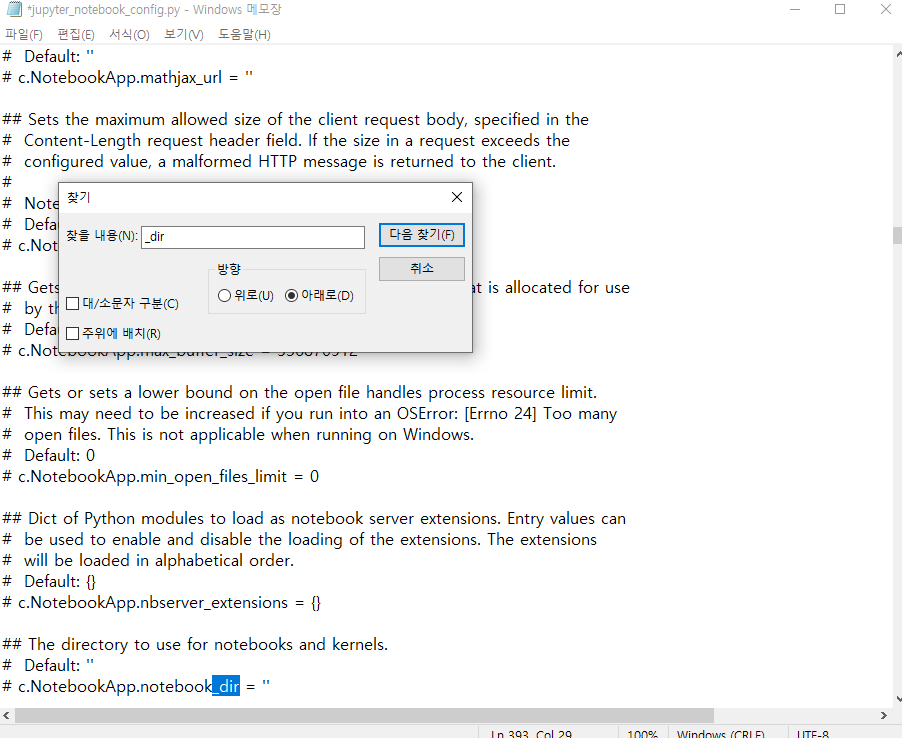 *jupyter_notebook_config.py - Windows 메모장
파일(F) 편집(E) 서식(O) 보기(V) 도움말(H)
# Default: ''
# c.NotebookApp.mathjax_url = ''
## Sets the maximum allowed size of the client request body, specified in the
# Content-Length request header field. If the size in a request exceeds the
# configured value, a malformed HTTP message is returned to the client.
#
# Note
# Defa
# c.Not
찾기
찾을 내용(N): _dir
다음 찾기(F)
취소
방향
위로(U) 아래로(D)
대/소문자 구분(C)
주위에 배치(R)
## Gets at is allocated for use
# by th
# Defa
# c.NotebookApp.max_buffer_size = 536870912
## Gets or sets a lower bound on the open file handles process resource limit.
# This may need to be increased if you run into an OSError: [Errno 24] Too many
# open files. This is not applicable when running on Windows.
# Default: 0
# c.NotebookApp.min_open_files_limit = 0
## Dict of Python modules to load as notebook server extensions. Entry values can
# be used to enable and disable the loading of the extensions. The extensions
# will be loaded in alphabetical order.
# Default: {}
# c.NotebookApp.nbserver_extensions = {}
## The directory to use for notebooks and kernels.
# Default: ''
# c.NotebookApp.notebook_dir = ''
Ln 393, Col 29 100% Windows (CRLF) UTF-8